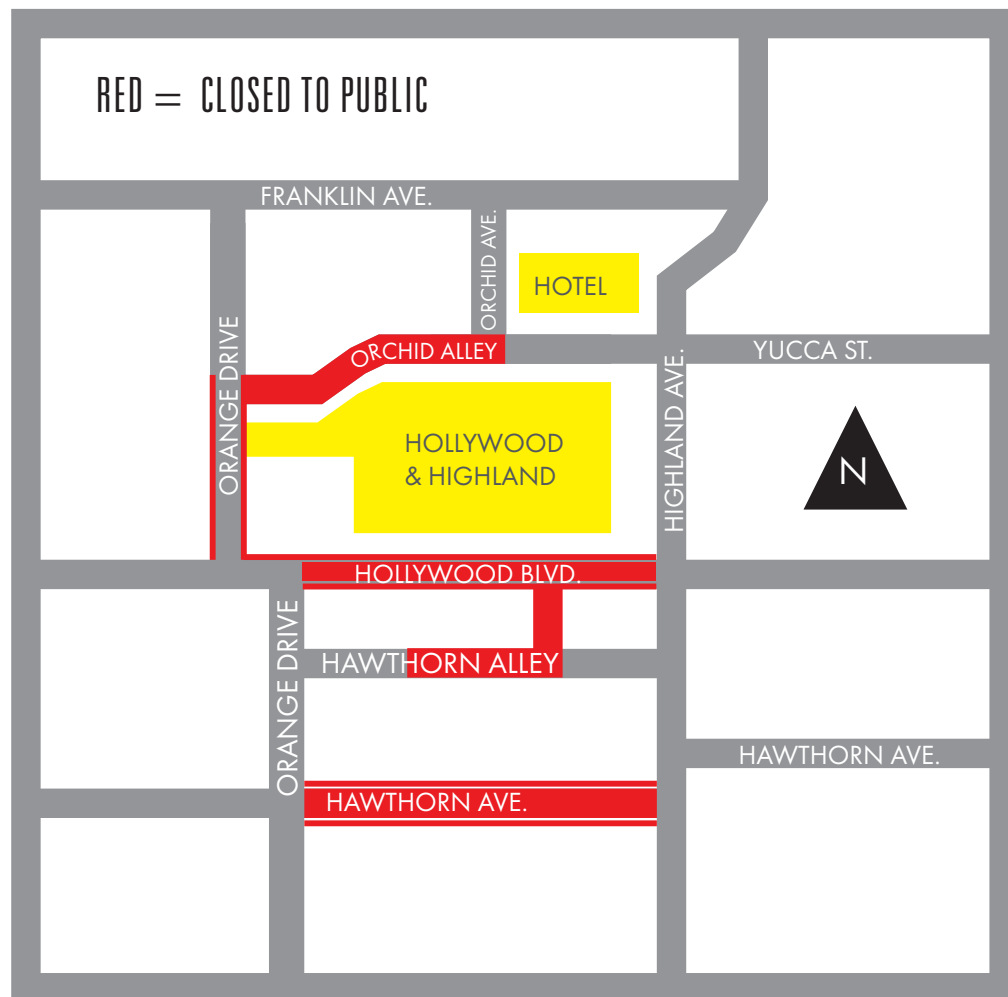 RED = CLOSED TO PUBLIC
FRANKLIN AVE.
ORCHID AVE.
HOTEL
ORCHID ALLEY
YUCCA ST.
ORANGE DRIVE
HOLLYWOOD
& HIGHLAND
HIGHLAND AVE.
N
HOLLYWOOD BLVD.
ORANGE DRIVE
HAWTHORN ALLEY
HAWTHORN AVE.
HAWTHORN AVE.